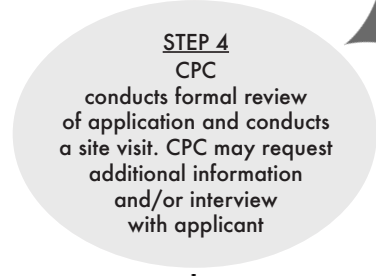 STEP 4
CPC
conducts formal review
of application and conducts
a site visit. CPC may request
additional information
and/or interview
with applicant